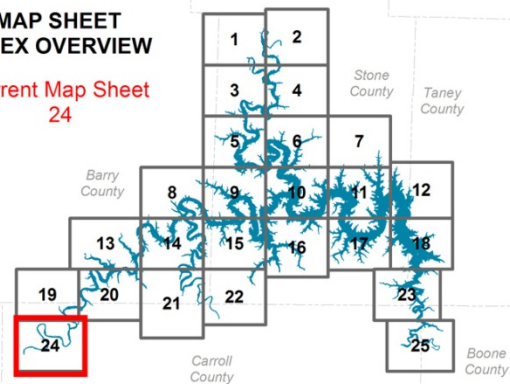 MAP SHEET
EX OVERVIEW
rent Map Sheet
24
1
2
3
4
Stone
County
Taney
County
5
6
7
Barry
County
8
9
10
11
12
13
14
15
16
17
18
19
20
21
22
23
24
25
Carroll
County
Boone
County